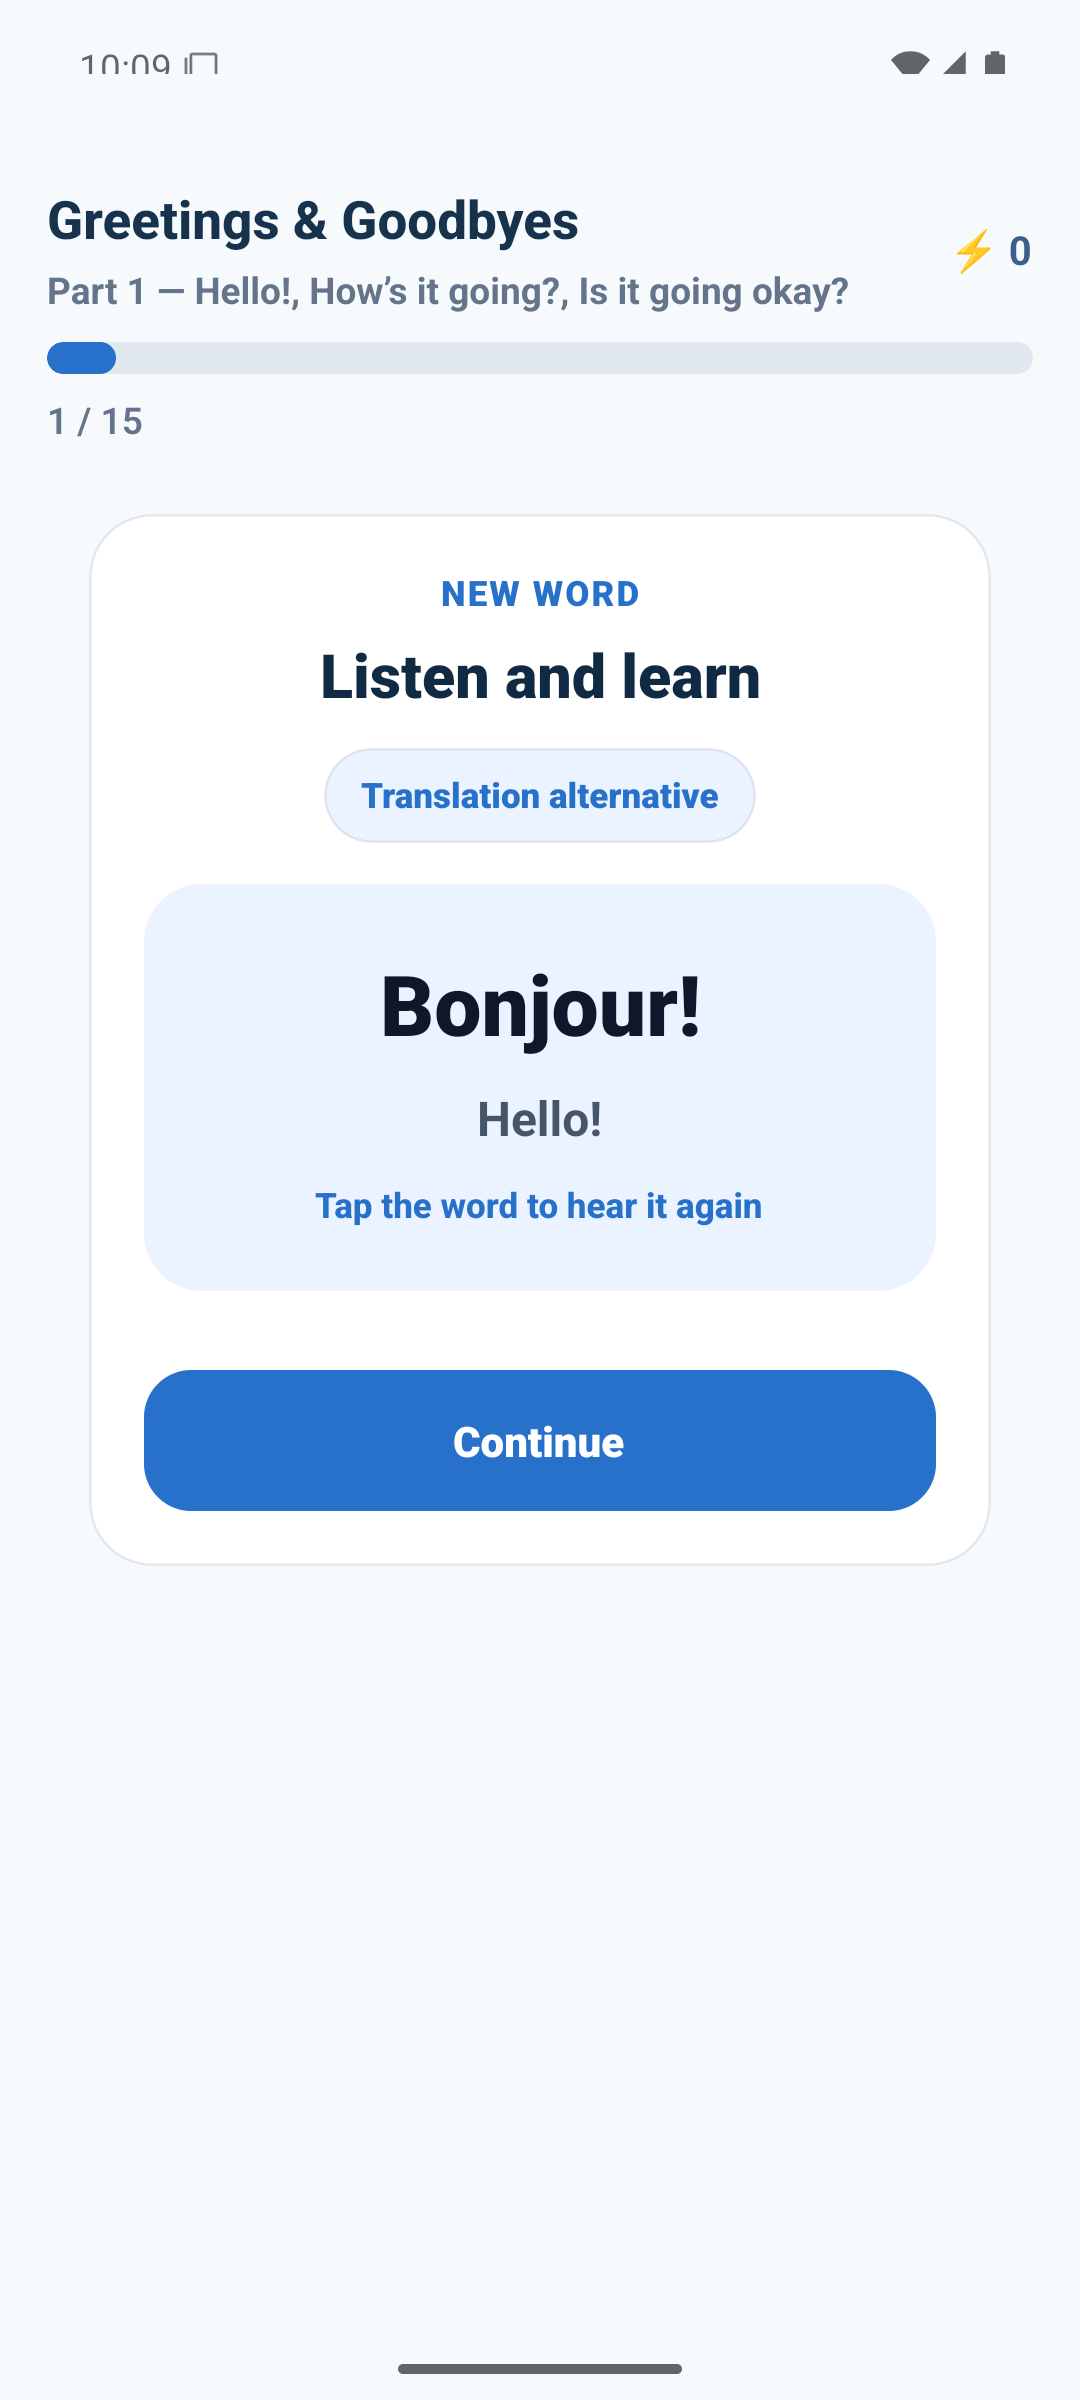 10:09
Greetings & Goodbyes
⚡ 0
Part 1 — Hello!, How’s it going?, Is it going okay?
1 / 15
NEW WORD
Listen and learn
Translation alternative
Bonjour!
Hello!
Tap the word to hear it again
Continue